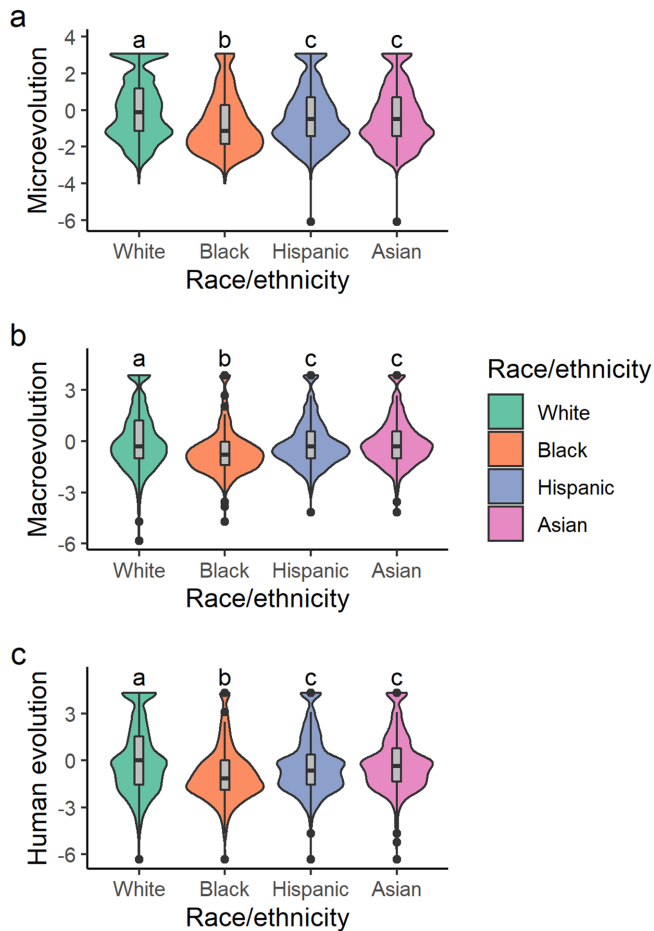 a
Microevolution
4
2
0
-2
-4
-6
a b c c
White Black Hispanic Asian
Race/ethnicity
b
Macroevolution
3
0
-3
-6
a b c c
White Black Hispanic Asian
Race/ethnicity
Race/ethnicity
White
Black
Hispanic
Asian
c
Human evolution
3
0
-3
-6
a b c c
White Black Hispanic Asian
Race/ethnicity